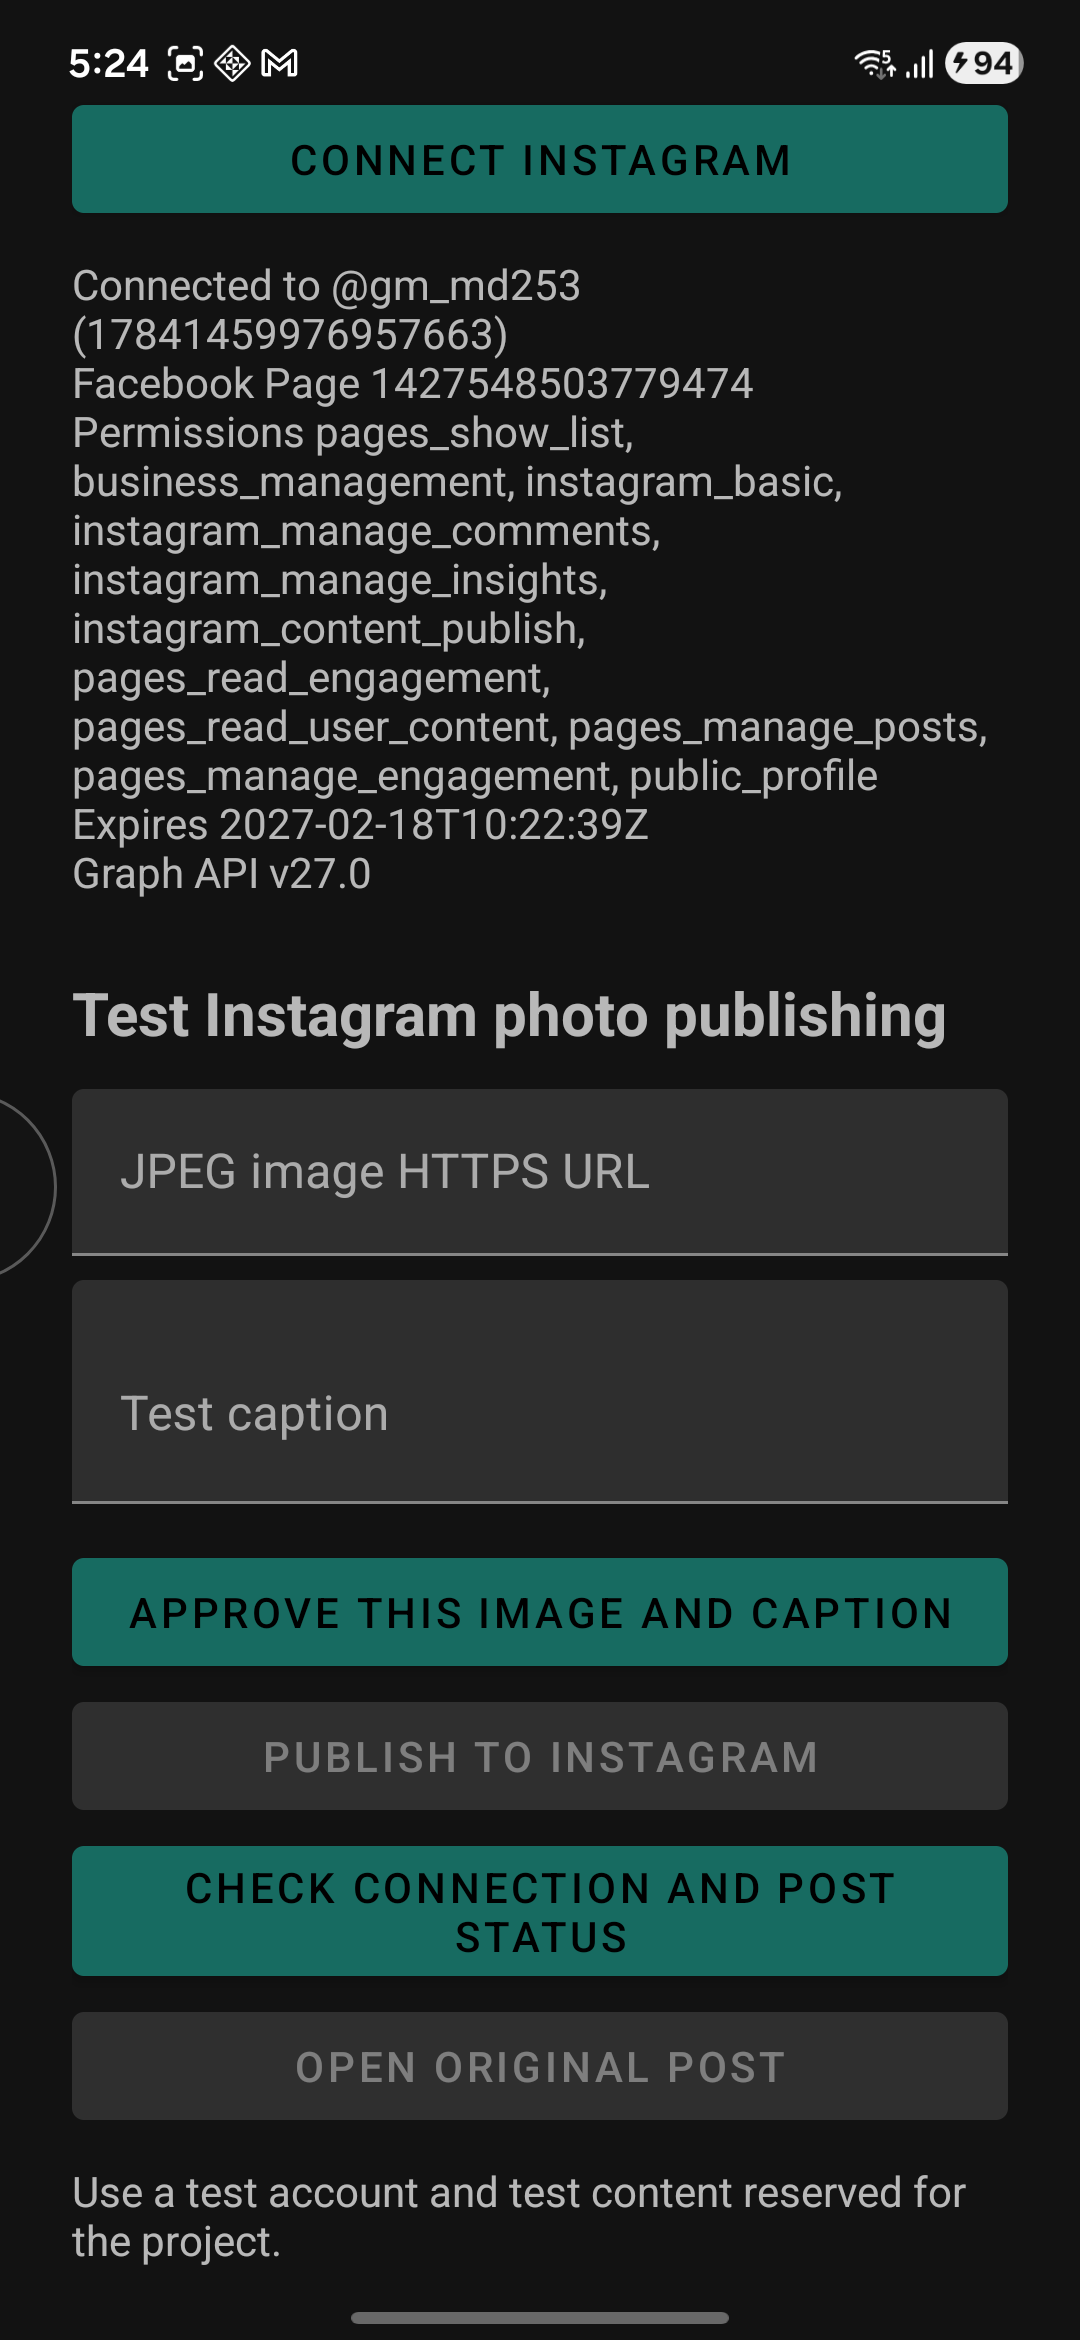 5:24
5
94
CONNECT INSTAGRAM
Connected to @gm_md253
(17841459976957663)
Facebook Page 1427548503779474
Permissions pages_show_list,
business_management, instagram_basic,
instagram_manage_comments,
instagram_manage_insights,
instagram_content_publish,
pages_read_engagement,
pages_read_user_content, pages_manage_posts,
pages_manage_engagement, public_profile
Expires 2027-02-18T10:22:39Z
Graph API v27.0
Test Instagram photo publishing
JPEG image HTTPS URL
Test caption
APPROVE THIS IMAGE AND CAPTION
PUBLISH TO INSTAGRAM
CHECK CONNECTION AND POST
STATUS
OPEN ORIGINAL POST
Use a test account and test content reserved for
the project.